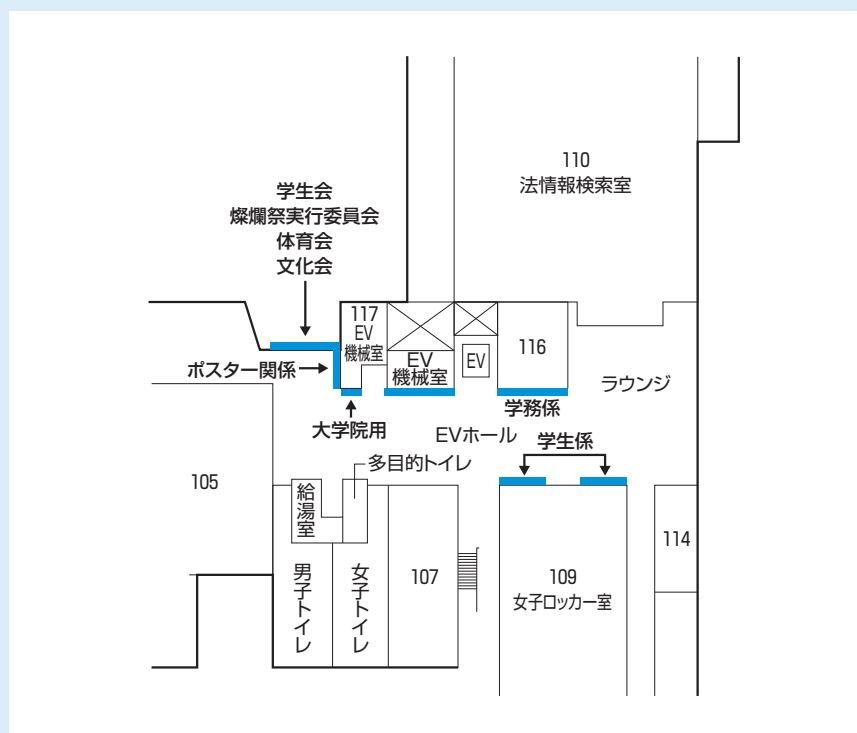 110
法情報検索室
学生会
燦爛祭実行委員会
体育会
文化会
117
EV
機械室
EV
機械室
EV
116
ポスター関係
ラウンジ
学務係
大学院用
EVホール
学生係
多目的トイレ
105
給湯室
男子トイレ
女子トイレ
107
109
女子ロッカー室
114